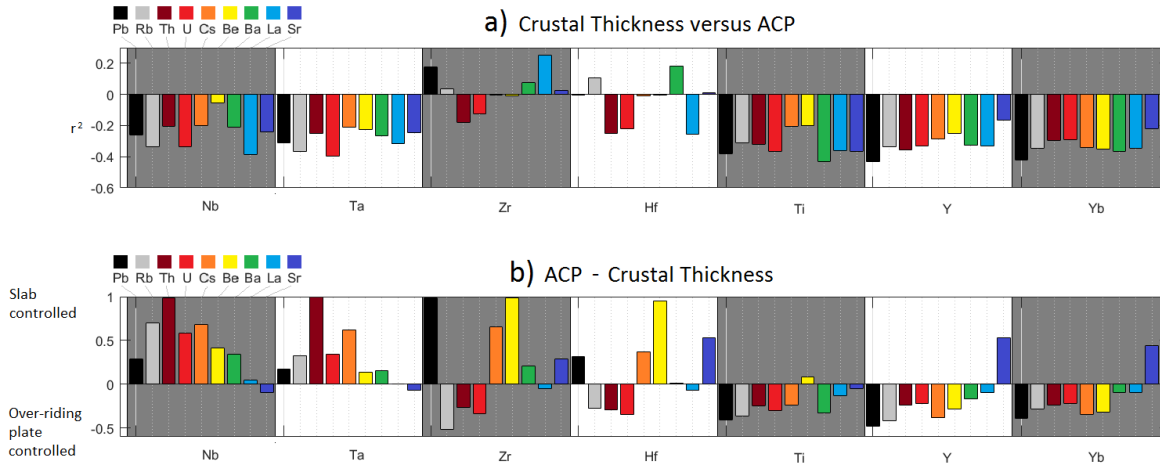 a) Crustal Thickness versus ACP
Pb Rb Th U Cs Be Ba La Sr
0.2
0
r²
-0.2
-0.4
-0.6
Nb Ta Zr Hf Ti Y Yb
b) ACP - Crustal Thickness
Pb Rb Th U Cs Be Ba La Sr
Slab
controlled
1
0.5
0
Over-riding
plate
controlled
-0.5
Nb Ta Zr Hf Ti Y Yb